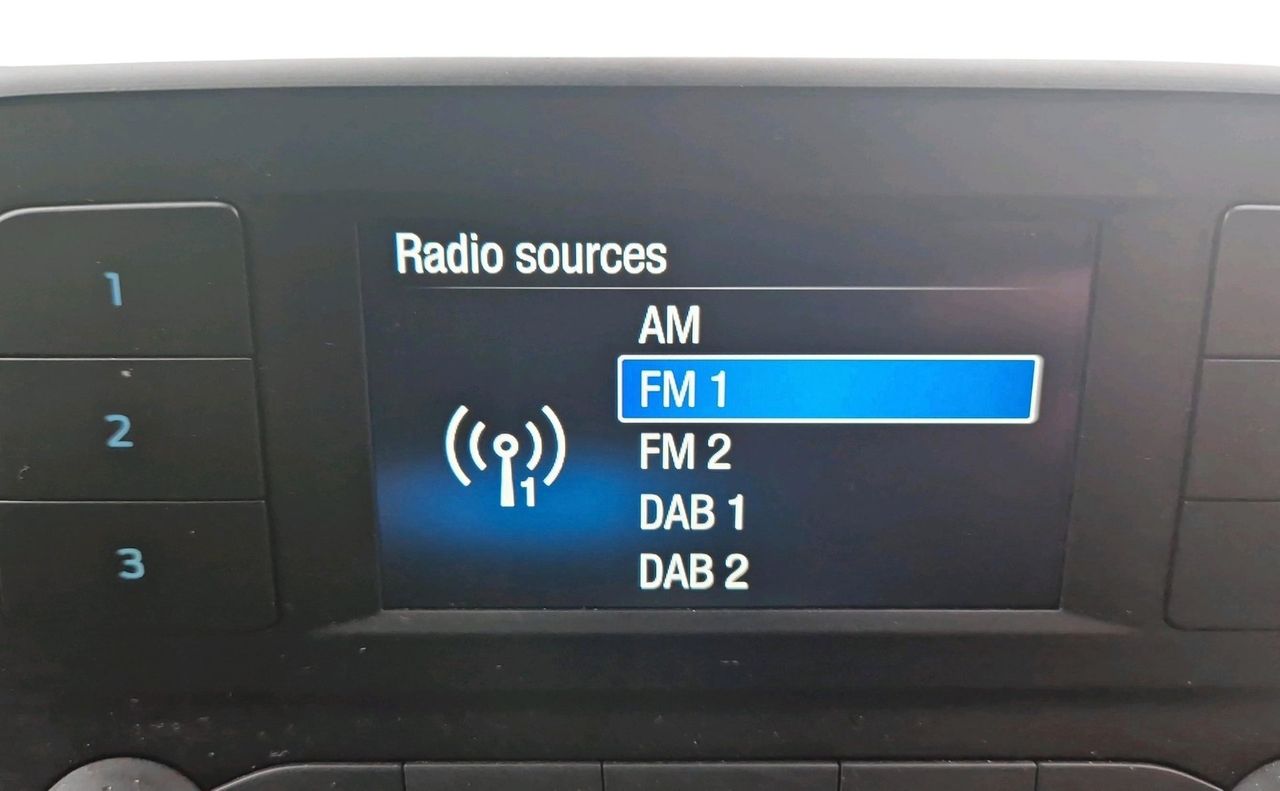 Radio sources
AM
FM 1
FM 2
DAB 1
DAB 2
1
1
2
3